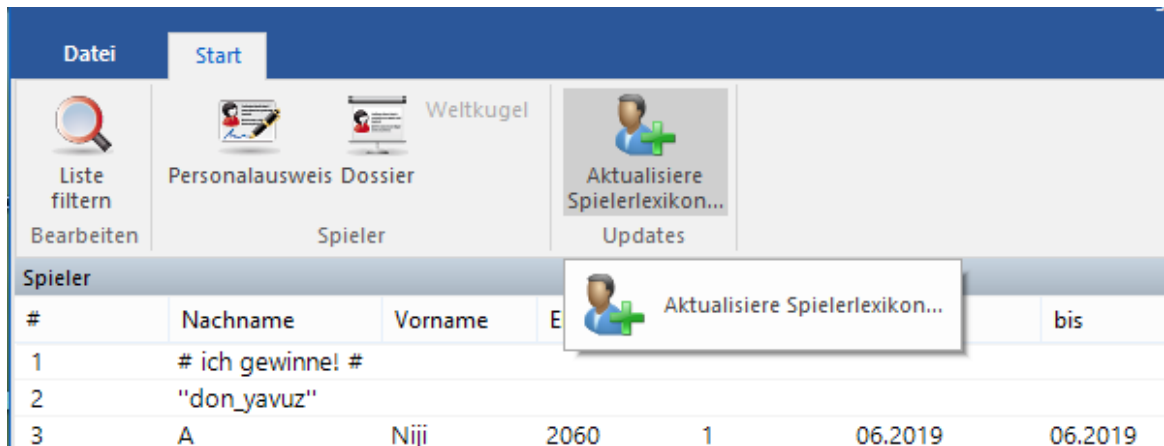 Datei Start
Weltkugel
Liste filtern Personalausweis Dossier Aktualisiere Spielerlexikon...
Bearbeiten Spieler Updates
Spieler
Aktualisiere Spielerlexikon...
# Nachname Vorname E bis
1 # ich gewinne! #
2 "don_yavuz"
3 A Niji 2060 1 06.2019 06.2019